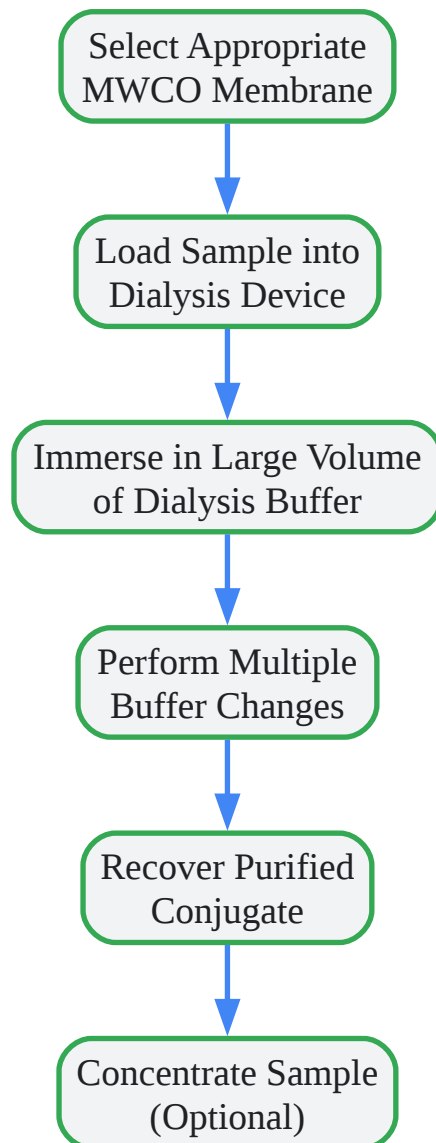 Select Appropriate
MWCO Membrane
Load Sample into
Dialysis Device
Immerse in Large Volume
of Dialysis Buffer
Perform Multiple
Buffer Changes
Recover Purified
Conjugate
Concentrate Sample
(Optional)